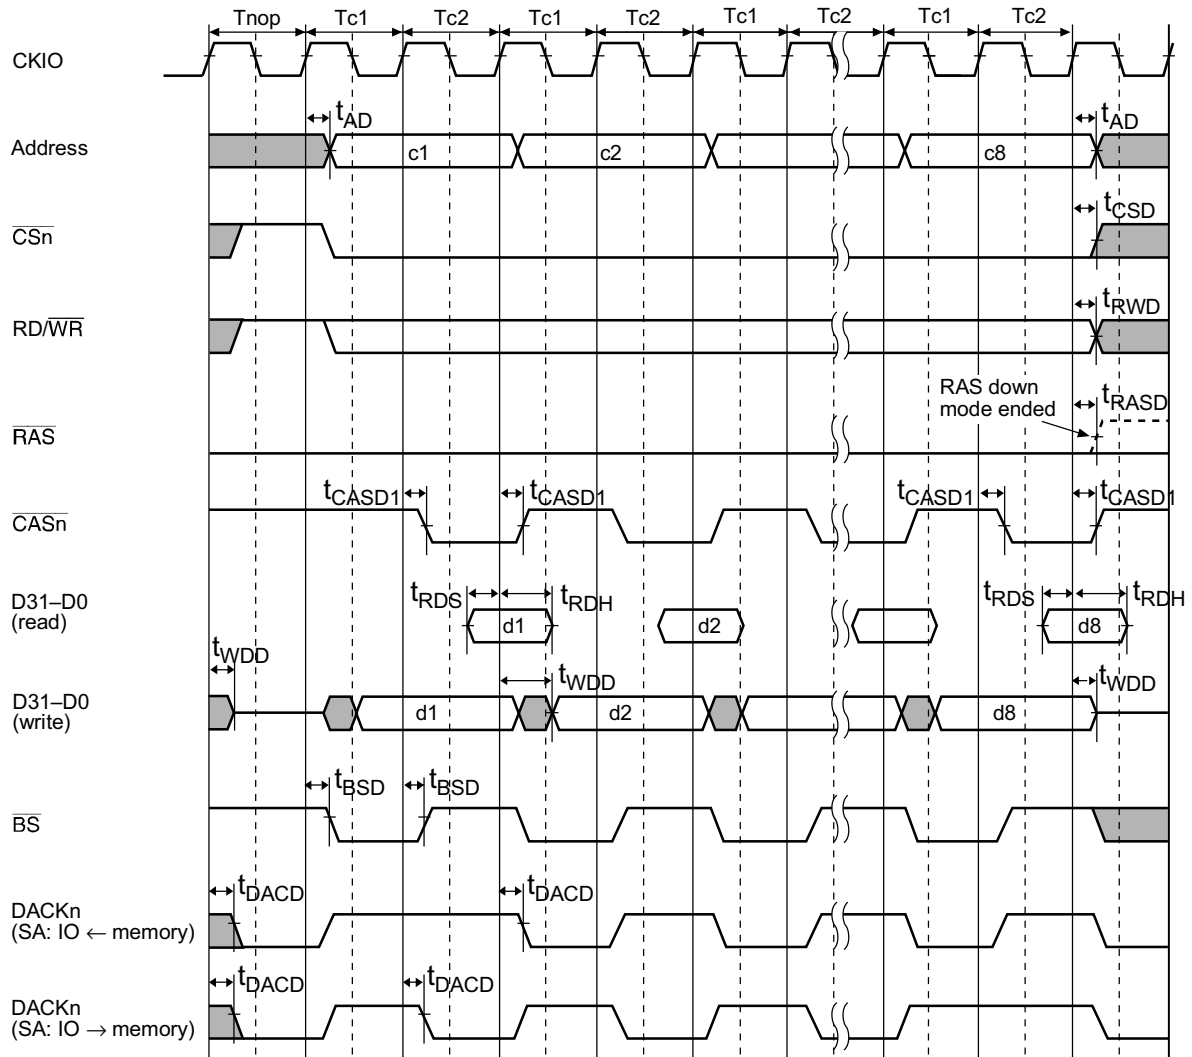 Tnop Tc1 Tc2 Tc1 Tc2 Tc1 Tc2 Tc1 Tc2
CKIO
tAD tAD
Address c1 c2 c8
tCSD
CSn
tRWD
RD/WR
RAS down
mode ended
tRASD
RAS
tCASD1 tCASD1 tCASD1 tCASD1
CASn
D31–D0
(read)
tRDS tRDH tRDS tRDH
d1 d2 d8
tWDD tWDD tWDD
D31–D0
(write)
d1 d2 d8
tBSD tBSD
BS
tDACD tDACD
DACKn
(SA: IO ← memory)
tDACD tDACD
DACKn
(SA: IO → memory)